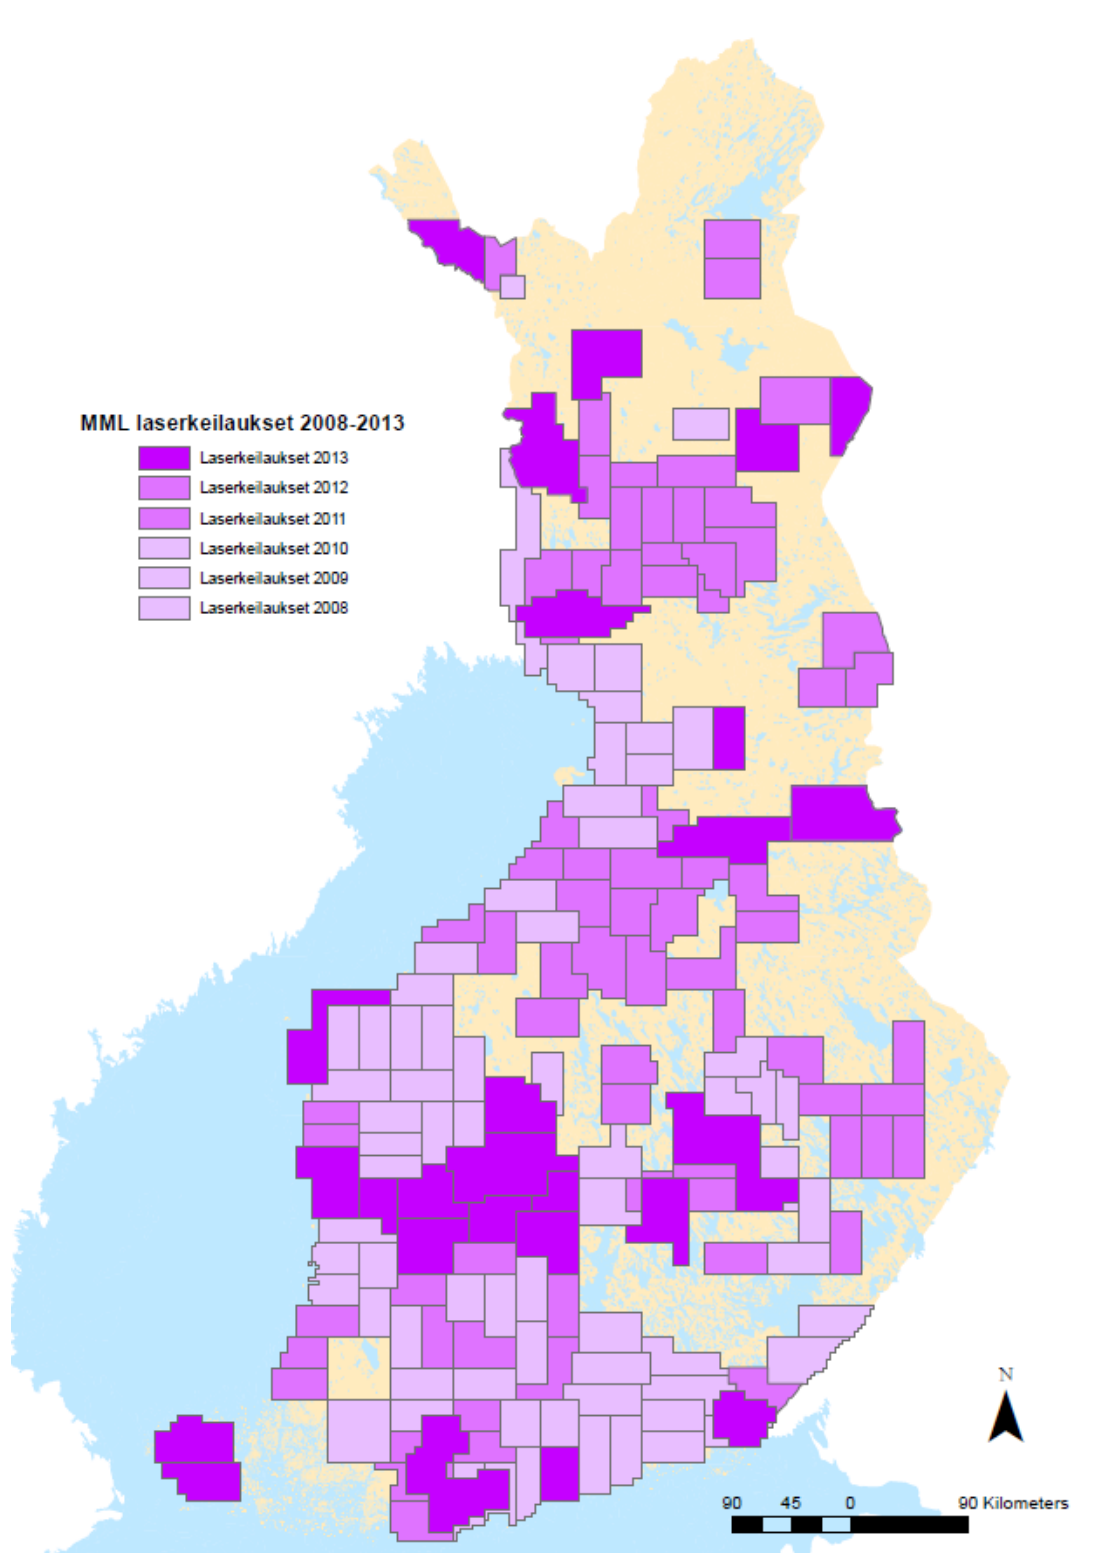 MML laserkeilaukset 2008-2013
Laserkeilaukset 2013
Laserkeilaukset 2012
Laserkeilaukset 2011
Laserkeilaukset 2010
Laserkeilaukset 2009
Laserkeilaukset 2008
N
90 45 0 90 Kilometers